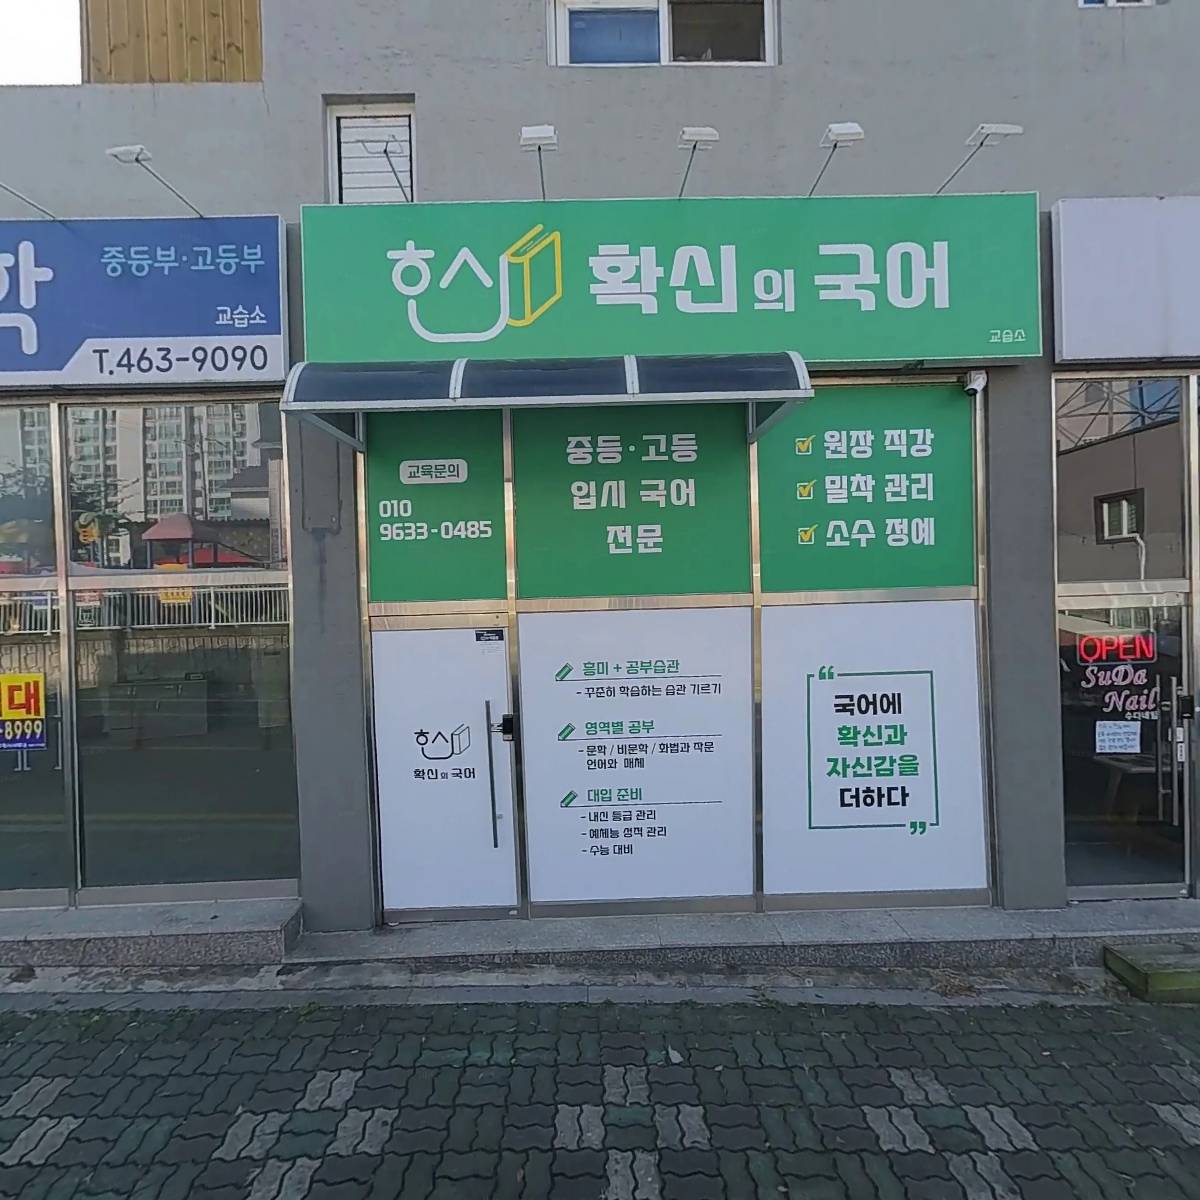 학
중등부·고등부
교습소
T.463-9090
확신의 국어
교습소
교육문의
010
9633-0485
중등·고등
입시 국어
전문
원장 직강
밀착 관리
소수 정예
흥미 + 공부습관
- 꾸준히 학습하는 습관 기르기
영역별 공부
- 문학 / 비문학 / 화법과 작문
언어와 매체
대입 준비
- 내신 등급 관리
- 예체능 성적 관리
- 수능 대비
확신의 국어
❝
국어에
확신과
자신감을
더하다
❞
대
-8999
OPEN
SuDa
Nail
수다네일